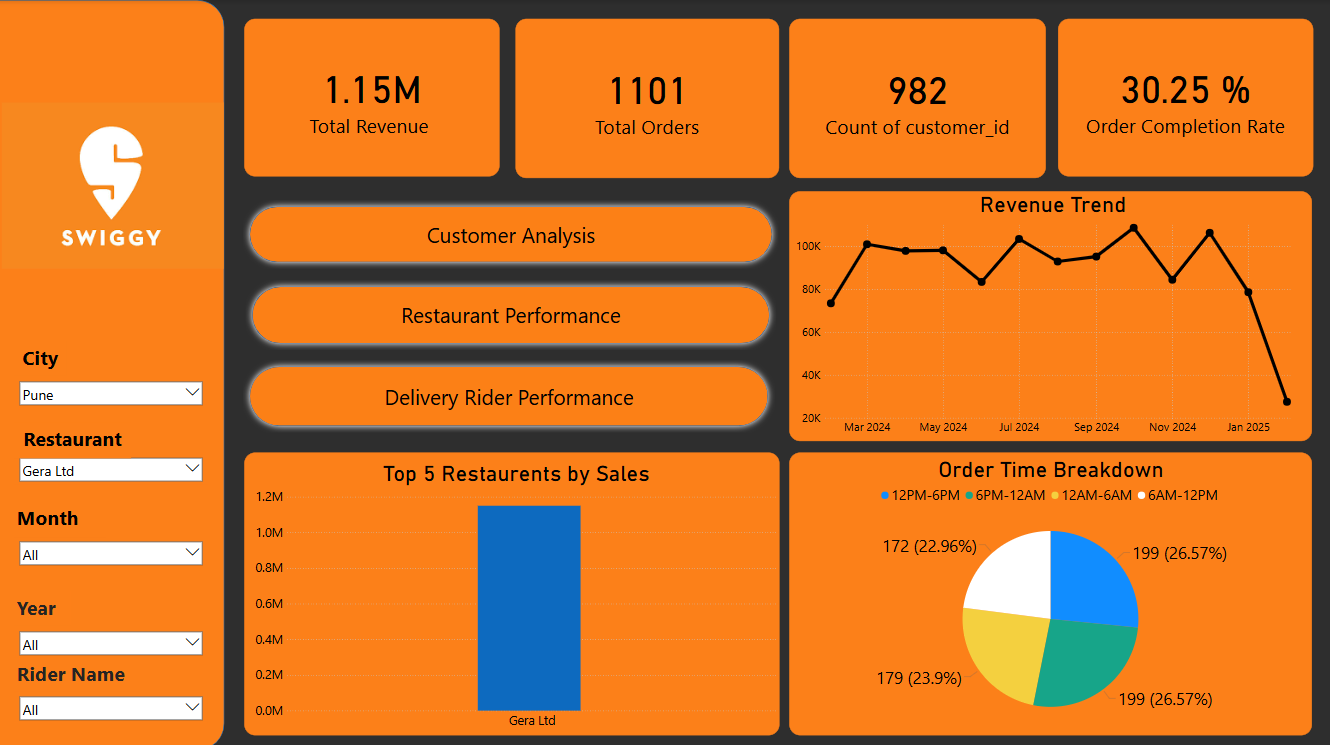 SWIGGY
City
Pune
Restaurant
Gera Ltd
Month
All
Year
All
Rider Name
All
1.15M
Total Revenue
1101
Total Orders
982
Count of customer_id
30.25 %
Order Completion Rate
Customer Analysis
Restaurant Performance
Delivery Rider Performance
Revenue Trend
100K
80K
60K
40K
20K
Mar 2024 May 2024 Jul 2024 Sep 2024 Nov 2024 Jan 2025
Top 5 Restaurents by Sales
1.2M
1.0M
0.8M
0.6M
0.4M
0.2M
0.0M
Gera Ltd
Order Time Breakdown
12PM-6PM 6PM-12AM 12AM-6AM 6AM-12PM
172 (22.96%)
199 (26.57%)
179 (23.9%)
199 (26.57%)